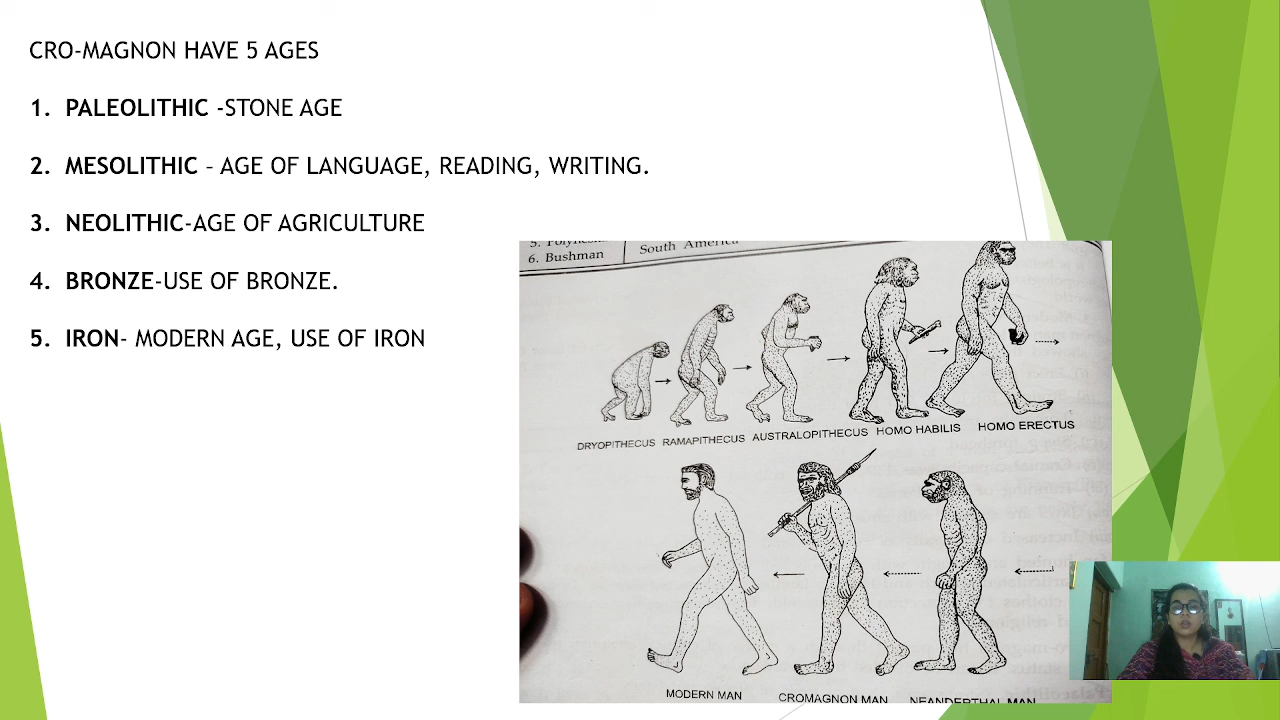 CRO-MAGNON HAVE 5 AGES
1. PALEOLITHIC -STONE AGE
2. MESOLITHIC – AGE OF LANGUAGE, READING, WRITING.
3. NEOLITHIC-AGE OF AGRICULTURE
4. BRONZE-USE OF BRONZE.
5. IRON- MODERN AGE, USE OF IRON
South America
6. Bushman
DRYOPITHECUS RAMAPITHECUS AUSTRALOPITHECUS HOMO HABILIS HOMO ERECTUS
MODERN MAN CROMAGNON MAN NEANDERTHAL MAN